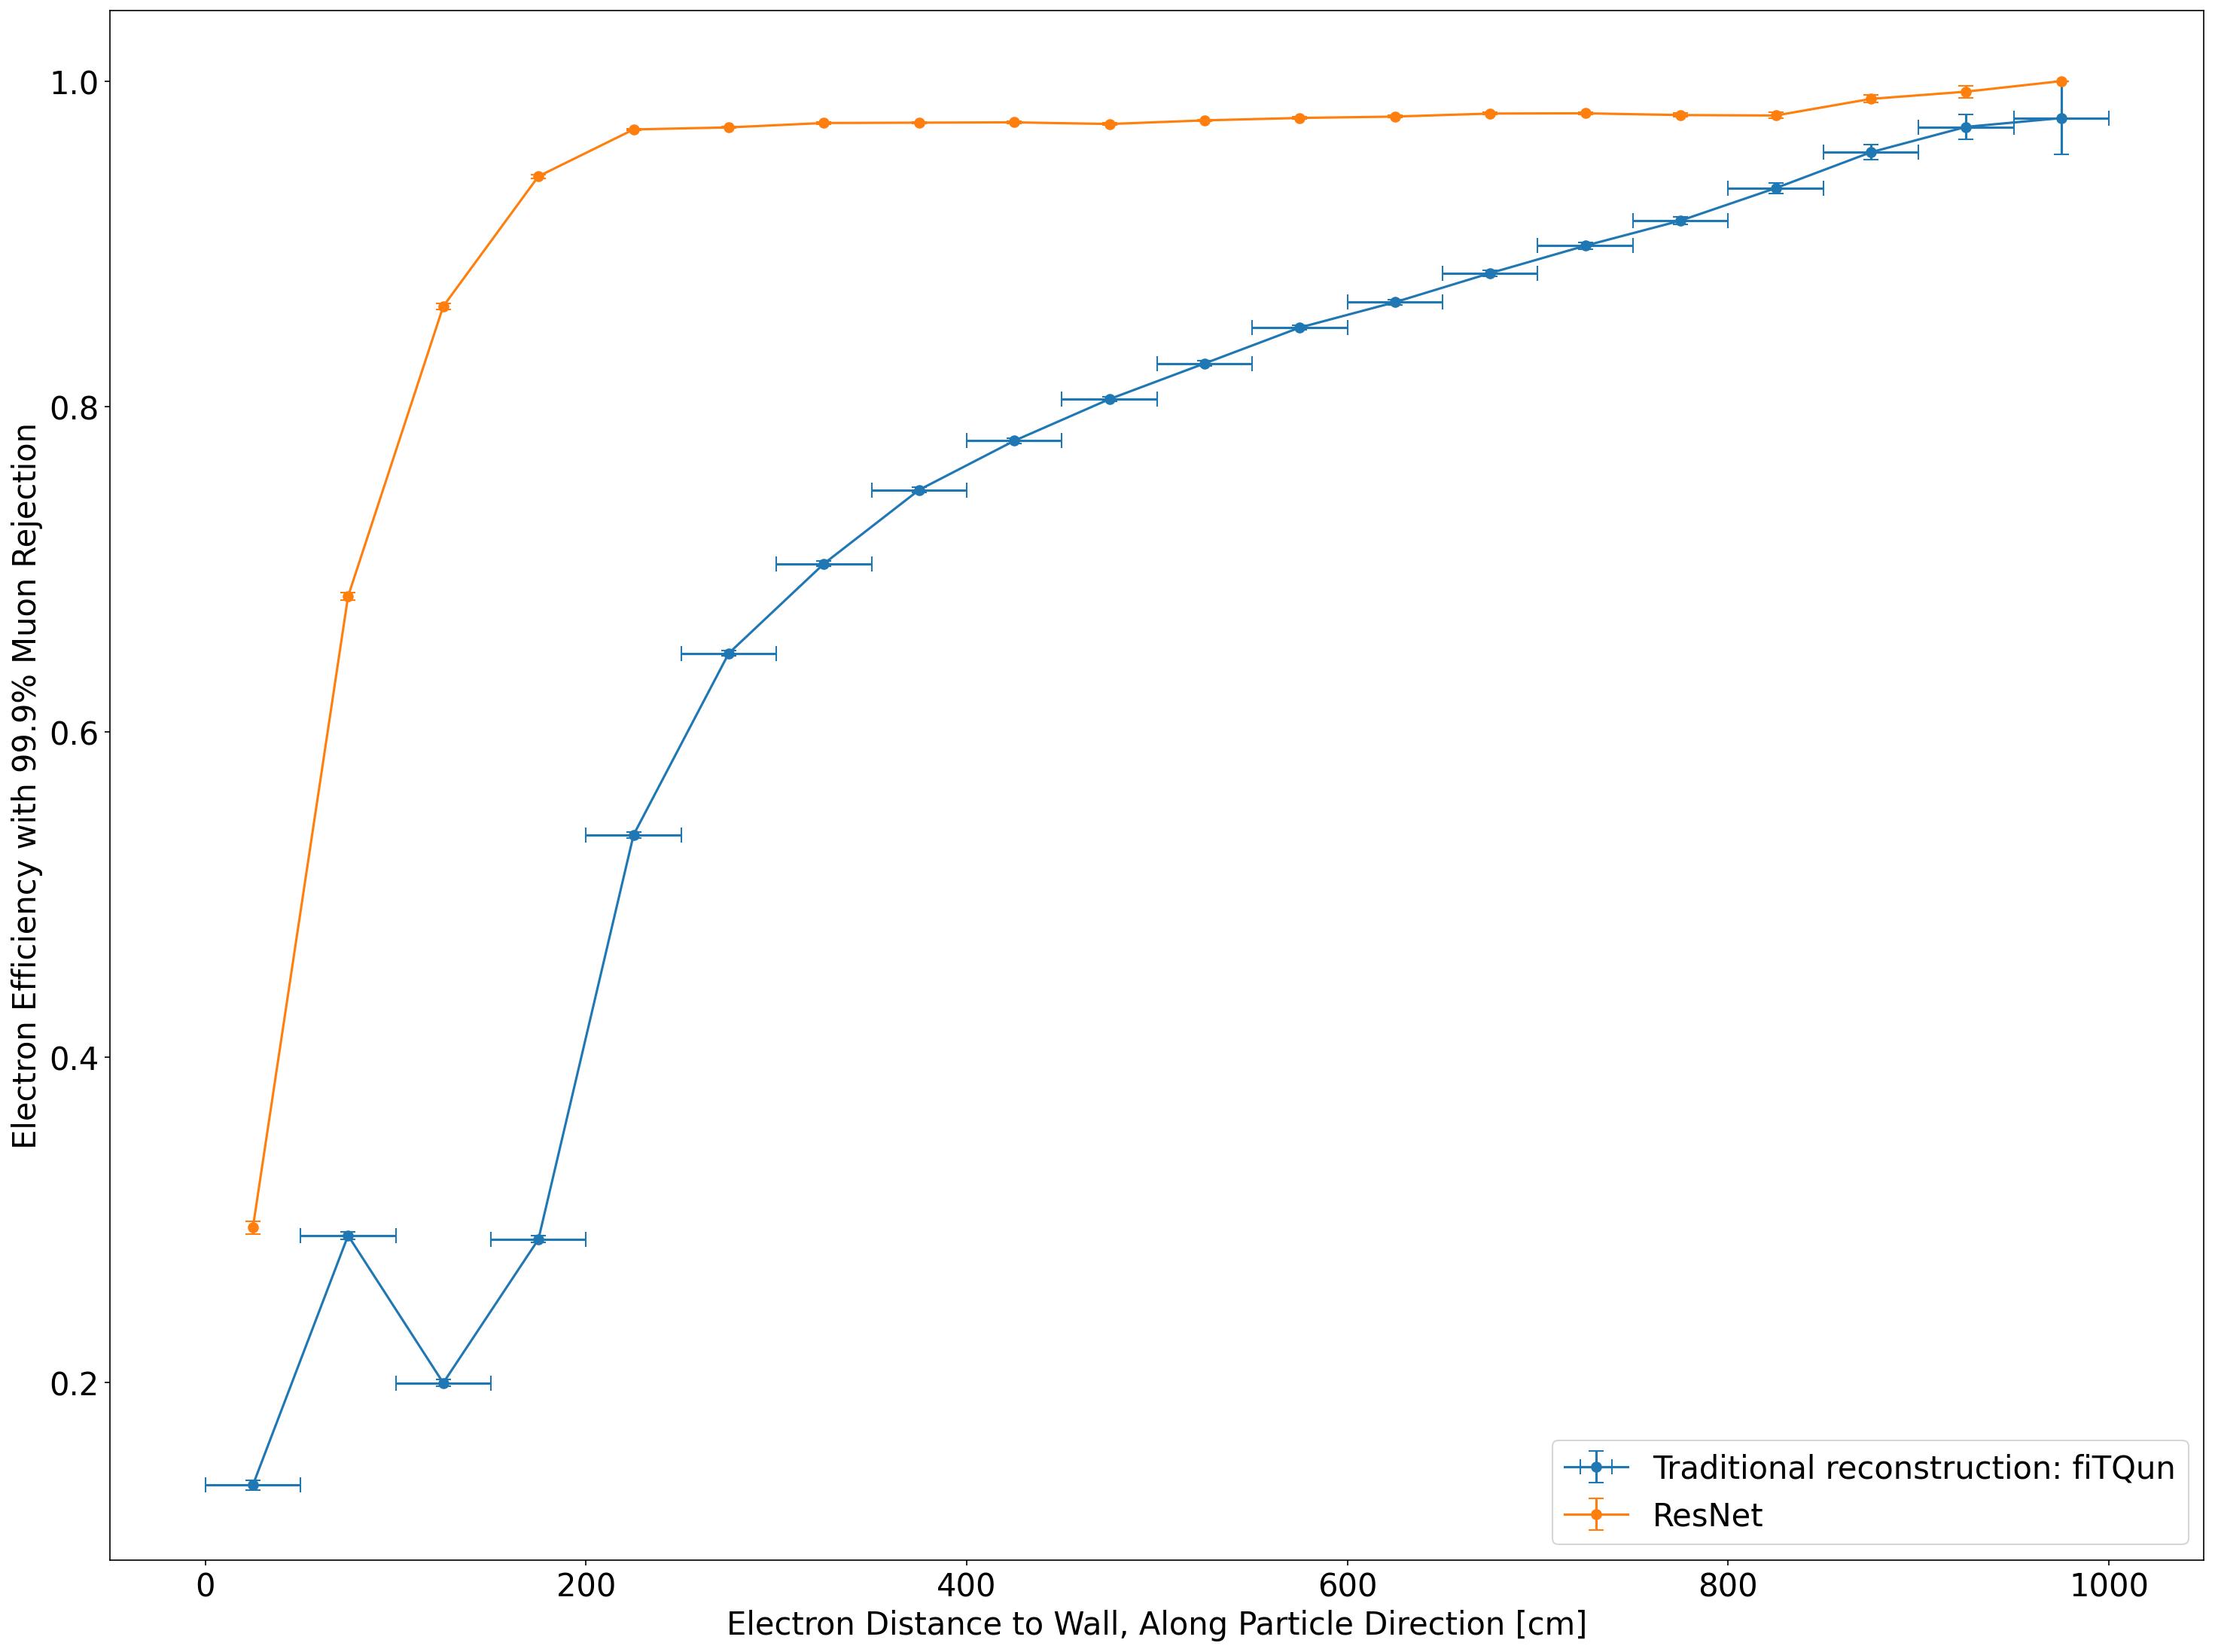 1.0
0.8
0.6
0.4
0.2
Electron Efficiency with 99.9% Muon Rejection
Traditional reconstruction: fiTQun
ResNet
0 200 400 600 800 1000
Electron Distance to Wall, Along Particle Direction [cm]